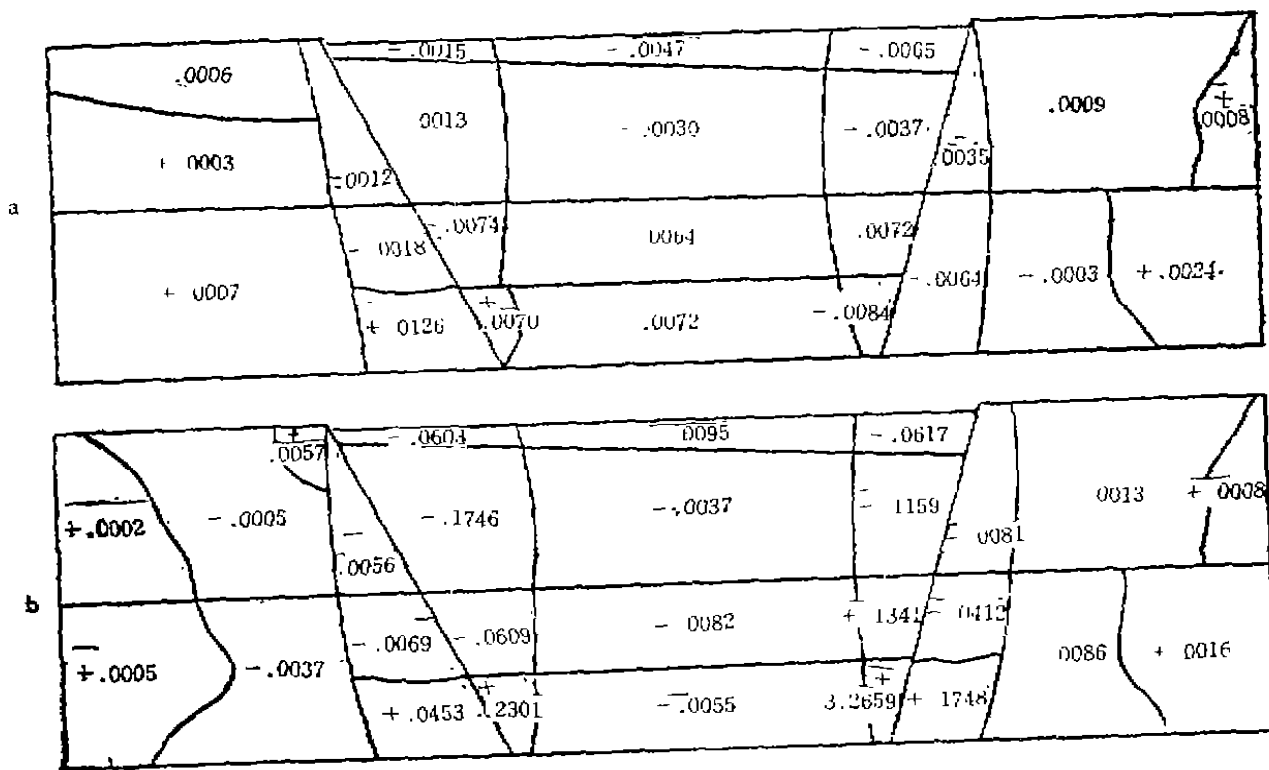 - .0015 - .0047 - .0065
.0006
.0009
∓ .0008
.0013 - .0030 - .0037
+ .0003
-.0035
-.0012
a
-.0074 .0064 .0072
- .0018
+ .0007
-.0064 - .0003 + .0024
∓ .0126 ∓ .0070 .0072 - .0084
∓ .0057 - .0604 .0095 - .0617
∓ .0002 - .0005 - .1746 -.0037 - .1159 .0013 ∓ .0008
- .0081
-.0056
b
- .0069 - .0609 - .0082 ∓ .1341 - .0412
∓ .0005 -.0037 .0086 + .0016
+ .0453 .2301 -.0055 3.2659 + .1748